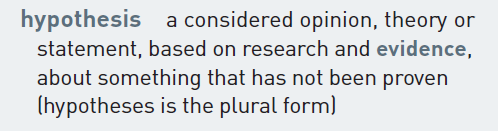 hypothesis a considered opinion, theory or
statement, based on research and evidence,
about something that has not been proven
(hypotheses is the plural form)